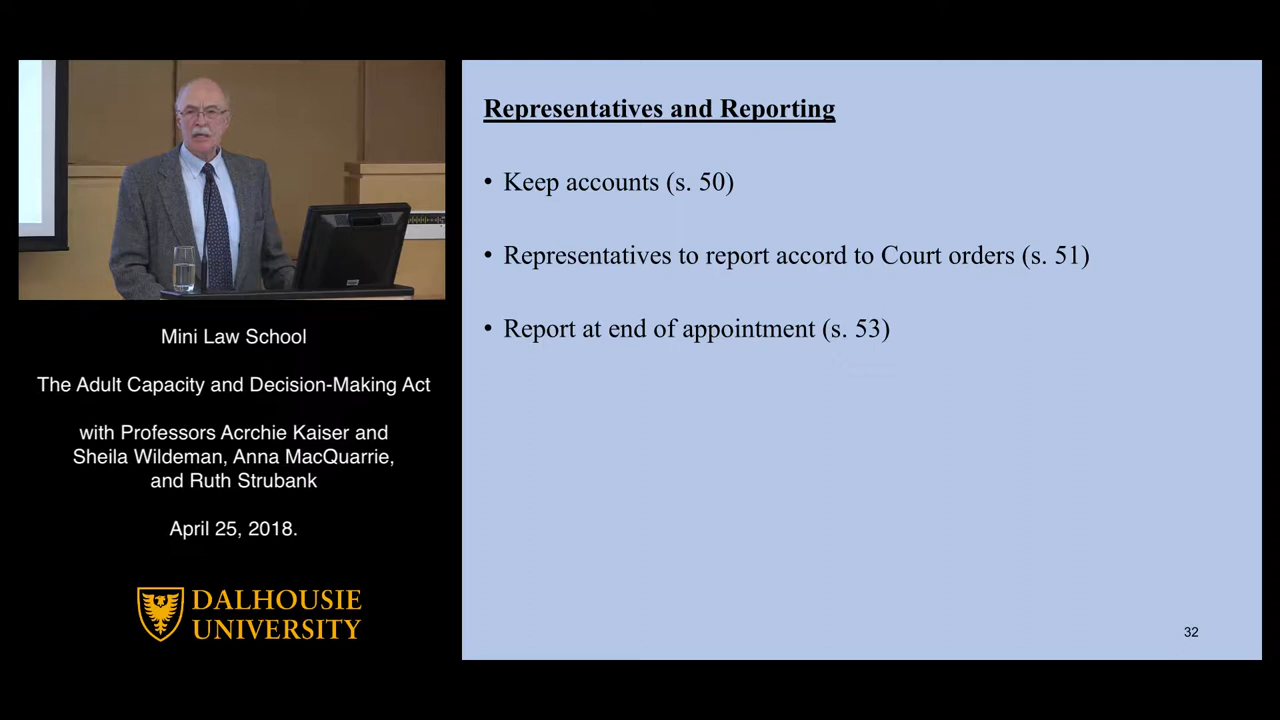 Representatives and Reporting
• Keep accounts (s. 50)
• Representatives to report accord to Court orders (s. 51)
• Report at end of appointment (s. 53)
32
Mini Law School
The Adult Capacity and Decision-Making Act
with Professors Acrchie Kaiser and
Sheila Wildeman, Anna MacQuarrie,
and Ruth Strubank
April 25, 2018.
DALHOUSIE
UNIVERSITY